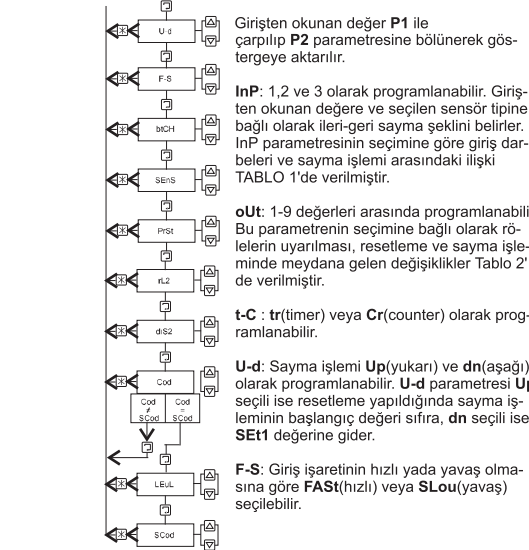 U-d
F-S
btCH
SEnS
PrSt
rL2
diS2
Cod
Cod ≠ SCod
Cod = SCod
LEuL
SCod
Girişten okunan değer P1 ile
çarpılıp P2 parametresine bölünerek gös-
tergeye aktarılır.
InP: 1,2 ve 3 olarak programlanabilir. Giriş-
ten okunan değere ve seçilen sensör tipine
bağlı olarak ileri-geri sayma şeklini belirler.
InP parametresinin seçimine göre giriş dar-
beleri ve sayma işlemi arasındaki ilişki
TABLO 1'de verilmiştir.
oUt: 1-9 değerleri arasında programlanabili
Bu parametrenin seçimine bağlı olarak rö-
lelerin uyarılması, resetleme ve sayma işle-
minde meydana gelen değişiklikler Tablo 2'
de verilmiştir.
t-C : tr(timer) veya Cr(counter) olarak prog-
ramlanabilir.
U-d: Sayma işlemi Up(yukarı) ve dn(aşağı)
olarak programlanabilir. U-d parametresi Up
seçili ise resetleme yapıldığında sayma iş-
leminin başlangıç değeri sıfıra, dn seçili ise
SEt1 değerine gider.
F-S: Giriş işaretinin hızlı yada yavaş olma-
sına göre FASt(hızlı) veya SLou(yavaş)
seçilebilir.